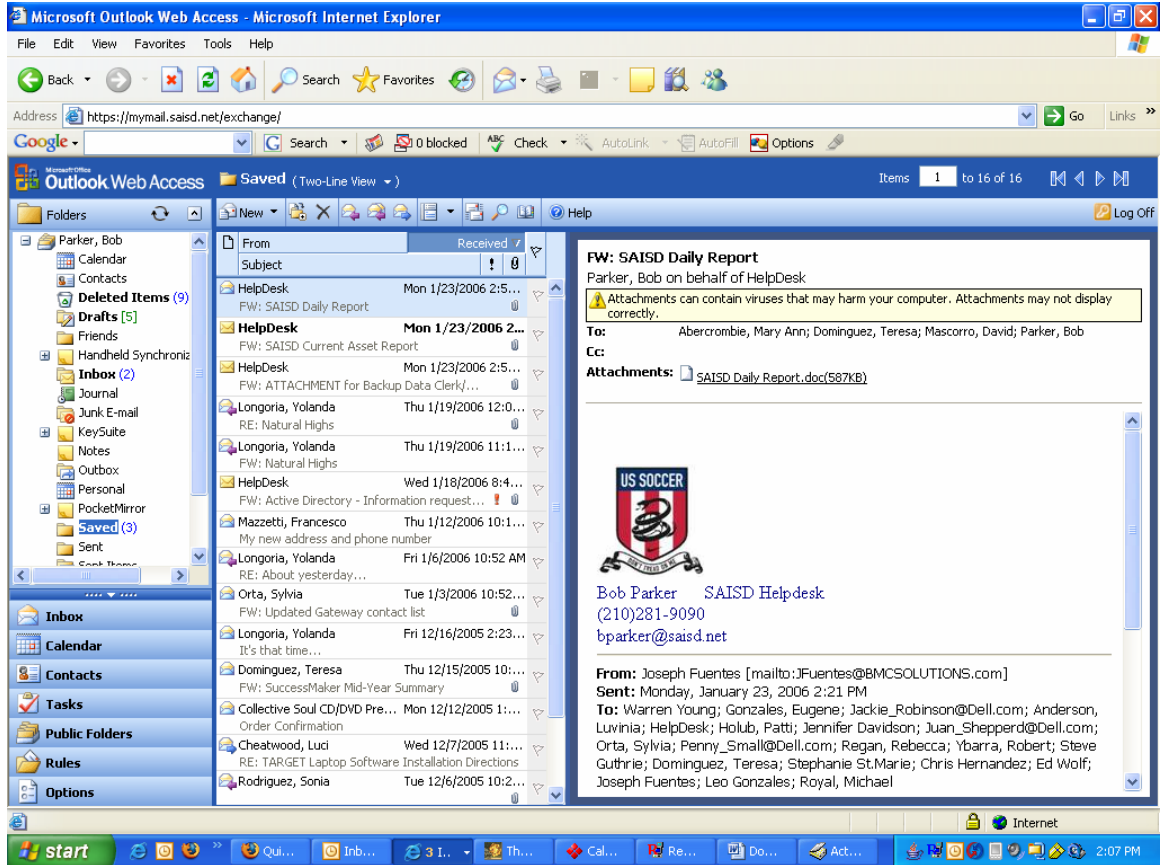 Microsoft Outlook Web Access - Microsoft Internet Explorer
File Edit View Favorites Tools Help
Back Search Favorites
Address https://mymail.saisd.net/exchange/ Go Links »
Google Search 0 blocked ABC Check AutoLink AutoFill Options
Microsoft Office
Outlook Web Access Saved (Two-Line View) Items 1 to 16 of 16
Folders New Help Log Off
Parker, Bob
Calendar
Contacts
Deleted Items (9)
Drafts [5]
Friends
Handheld Synchroniz
Inbox (2)
Journal
Junk E-mail
KeySuite
Notes
Outbox
Personal
PocketMirror
Saved (3)
Sent
Sent Items
Inbox
Calendar
Contacts
Tasks
Public Folders
Rules
Options
From Received
Subject
HelpDesk Mon 1/23/2006 2:5...
FW: SAISD Daily Report
HelpDesk Mon 1/23/2006 2...
FW: SAISD Current Asset Report
HelpDesk Mon 1/23/2006 2:5...
FW: ATTACHMENT for Backup Data Clerk/...
Longoria, Yolanda Thu 1/19/2006 12:0...
RE: Natural Highs
Longoria, Yolanda Thu 1/19/2006 11:1...
FW: Natural Highs
HelpDesk Wed 1/18/2006 8:4...
FW: Active Directory - Information request...
Mazzetti, Francesco Thu 1/12/2006 10:1...
My new address and phone number
Longoria, Yolanda Fri 1/6/2006 10:52 AM
RE: About yesterday...
Orta, Sylvia Tue 1/3/2006 10:52...
FW: Updated Gateway contact list
Longoria, Yolanda Fri 12/16/2005 2:23...
It's that time...
Dominguez, Teresa Thu 12/15/2005 10:...
FW: SuccessMaker Mid-Year Summary
Collective Soul CD/DVD Pre... Mon 12/12/2005 1:...
Order Confirmation
Cheatwood, Luci Wed 12/7/2005 11:...
RE: TARGET Laptop Software Installation Directions
Rodriguez, Sonia Tue 12/6/2005 10:2...
FW: SAISD Daily Report
Parker, Bob on behalf of HelpDesk
Attachments can contain viruses that may harm your computer. Attachments may not display
correctly.
To: Abercrombie, Mary Ann; Dominguez, Teresa; Mascorro, David; Parker, Bob
Cc:
Attachments: SAISD Daily Report.doc(587KB)
US SOCCER
DON'T TREAD ON ME
Bob Parker SAISD Helpdesk
(210)281-9090
bparker@saisd.net
From: Joseph Fuentes [mailto:JFuentes@BMCSOLUTIONS.com]
Sent: Monday, January 23, 2006 2:21 PM
To: Warren Young; Gonzales, Eugene; Jackie_Robinson@Dell.com; Anderson,
Luvinia; HelpDesk; Holub, Patti; Jennifer Davidson; Juan_Shepperd@Dell.com;
Orta, Sylvia; Penny_Small@Dell.com; Regan, Rebecca; Ybarra, Robert; Steve
Guthrie; Dominguez, Teresa; Stephanie St.Marie; Chris Hernandez; Ed Wolf;
Joseph Fuentes; Leo Gonzales; Royal, Michael
Internet
start » Qui... Inb... 3 I.. Th... Cal... Re... Do... Act... 2:07 PM